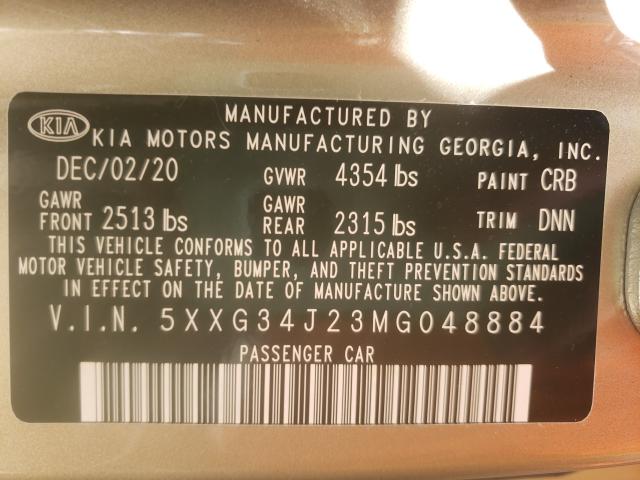 MANUFACTURED BY
KIA KIA MOTORS MANUFACTURING GEORGIA, INC.
DEC/02/20 GVWR 4354 lbs PAINT CRB
GAWR FRONT 2513 lbs GAWR REAR 2315 lbs TRIM DNN
THIS VEHICLE CONFORMS TO ALL APPLICABLE U.S.A. FEDERAL
MOTOR VEHICLE SAFETY, BUMPER, AND THEFT PREVENTION STANDARDS
IN EFFECT ON THE DATE OF MANUFACTURE SHOWN ABOVE.
V.I.N. 5XXG34J23MG048884
PASSENGER CAR